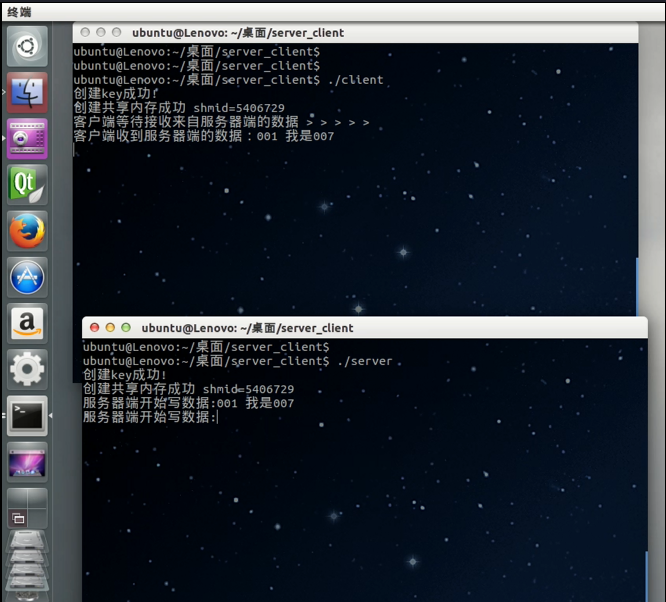 终端
ubuntu@Lenovo: ~/桌面/server_client
ubuntu@Lenovo:~/桌面/server_client$
ubuntu@Lenovo:~/桌面/server_client$
ubuntu@Lenovo:~/桌面/server_client$ ./client
创建key成功!
创建共享内存成功 shmid=5406729
客户端等待接收来自服务器端的数据 > > > > >
客户端收到服务器端的数据：001 我是007
ubuntu@Lenovo: ~/桌面/server_client
ubuntu@Lenovo:~/桌面/server_client$
ubuntu@Lenovo:~/桌面/server_client$ ./server
创建key成功!
创建共享内存成功 shmid=5406729
服务器端开始写数据:001 我是007
服务器端开始写数据:
Qt
a
>_